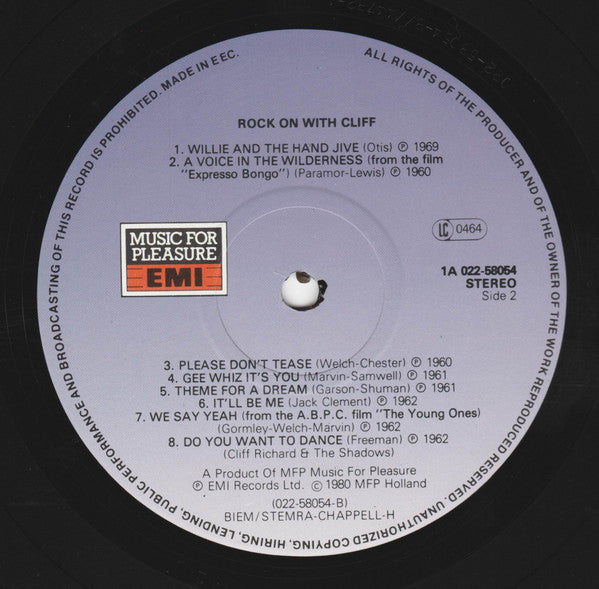 UNAUTHORIZED COPYING, HIRING, LENDING, PUBLIC PERFORMANCE AND BROADCASTING OF THIS RECORD IS PROHIBITED. MADE IN EEC.
ALL RIGHTS OF THE PRODUCER AND OF THE OWNER OF THE WORK REPRODUCED RESERVED.
ROCK ON WITH CLIFF
1. WILLIE AND THE HAND JIVE (Otis) ℗ 1969
2. A VOICE IN THE WILDERNESS (from the film
"Expresso Bongo") (Paramor-Lewis) ℗ 1960
MUSIC FOR
PLEASURE
EMI
LC 0464
1A 022-58054
STEREO
Side 2
3. PLEASE DON'T TEASE (Welch-Chester) ℗ 1960
4. GEE WHIZ IT'S YOU (Marvin-Samwell) ℗ 1961
5. THEME FOR A DREAM (Garson-Shuman) ℗ 1961
6. IT'LL BE ME (Jack Clement) ℗ 1962
7. WE SAY YEAH (from the A.B.P.C. film "The Young Ones)
(Gormley-Welch-Marvin) ℗ 1962
8. DO YOU WANT TO DANCE (Freeman) ℗ 1962
(Cliff Richard & The Shadows)
A Product Of MFP Music For Pleasure
℗ EMI Records Ltd. © 1980 MFP Holland
(022-58054-B)
BIEM/STEMRA-CHAPPELL-H